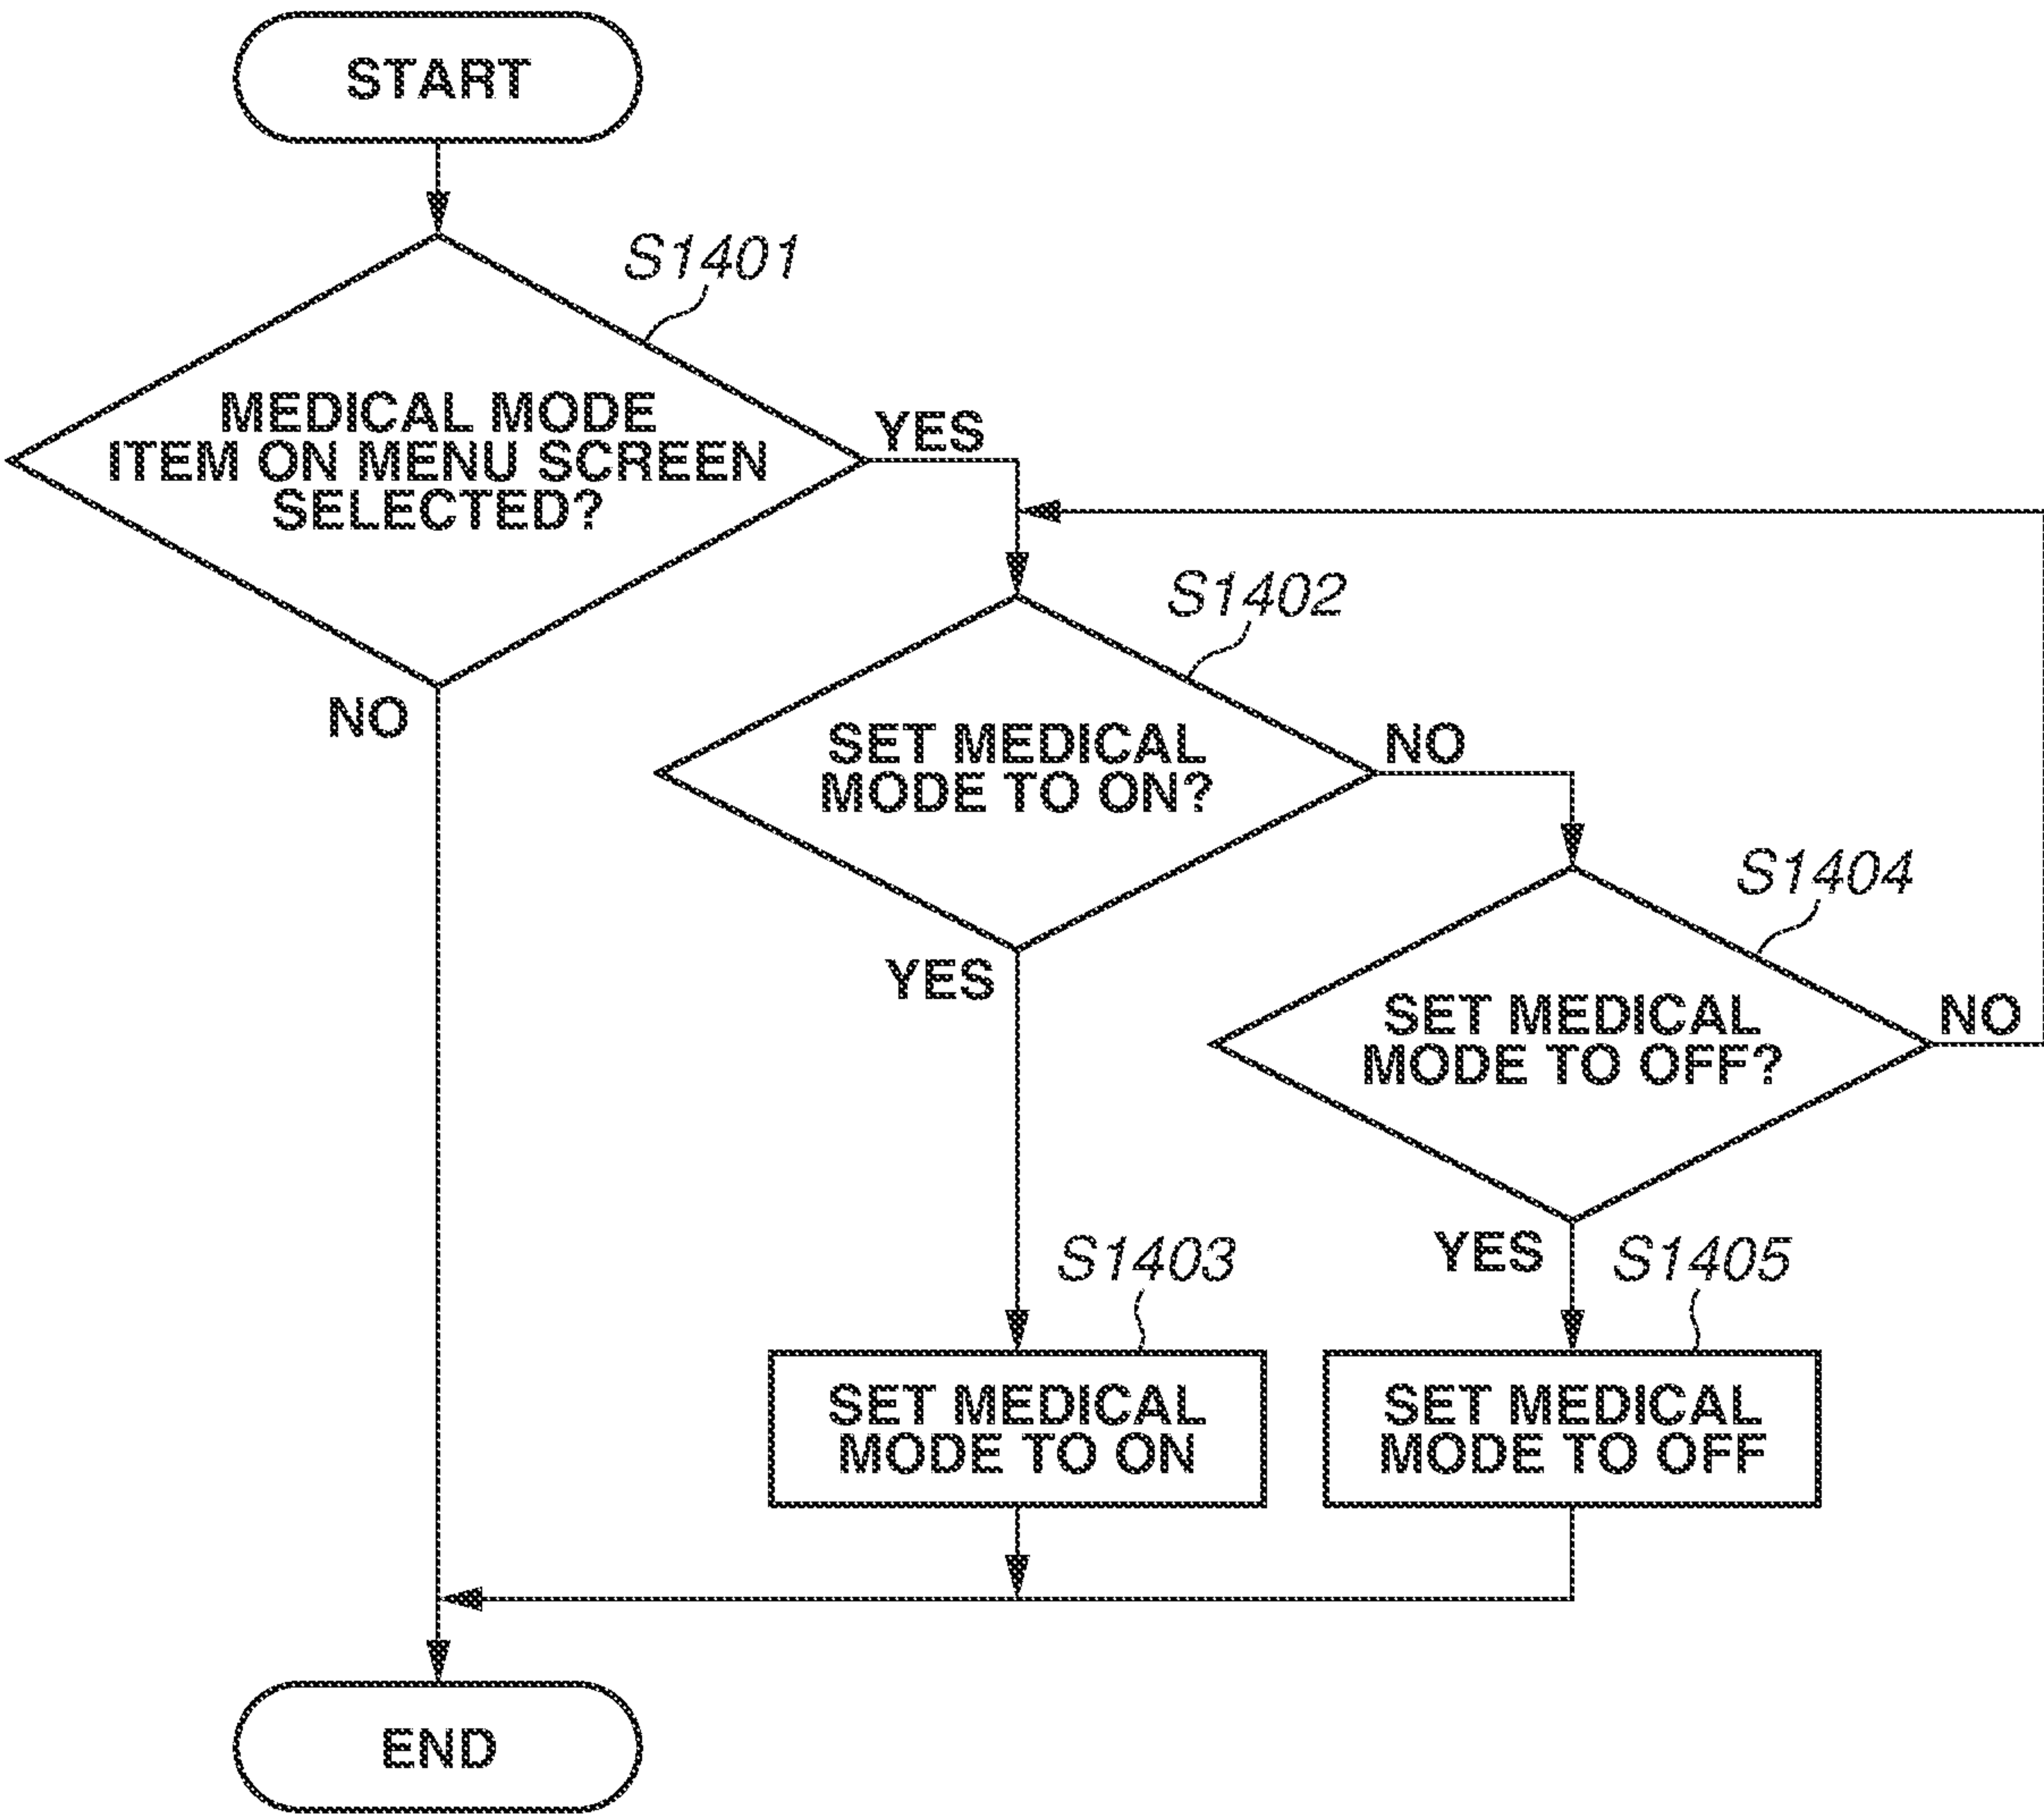 START
S1401
MEDICAL MODE
ITEM ON MENU SCREEN
SELECTED?
YES
NO
S1402
SET MEDICAL
MODE TO ON?
NO
YES
S1404
SET MEDICAL
MODE TO OFF?
NO
YES
S1403
SET MEDICAL
MODE TO ON
S1405
SET MEDICAL
MODE TO OFF
END